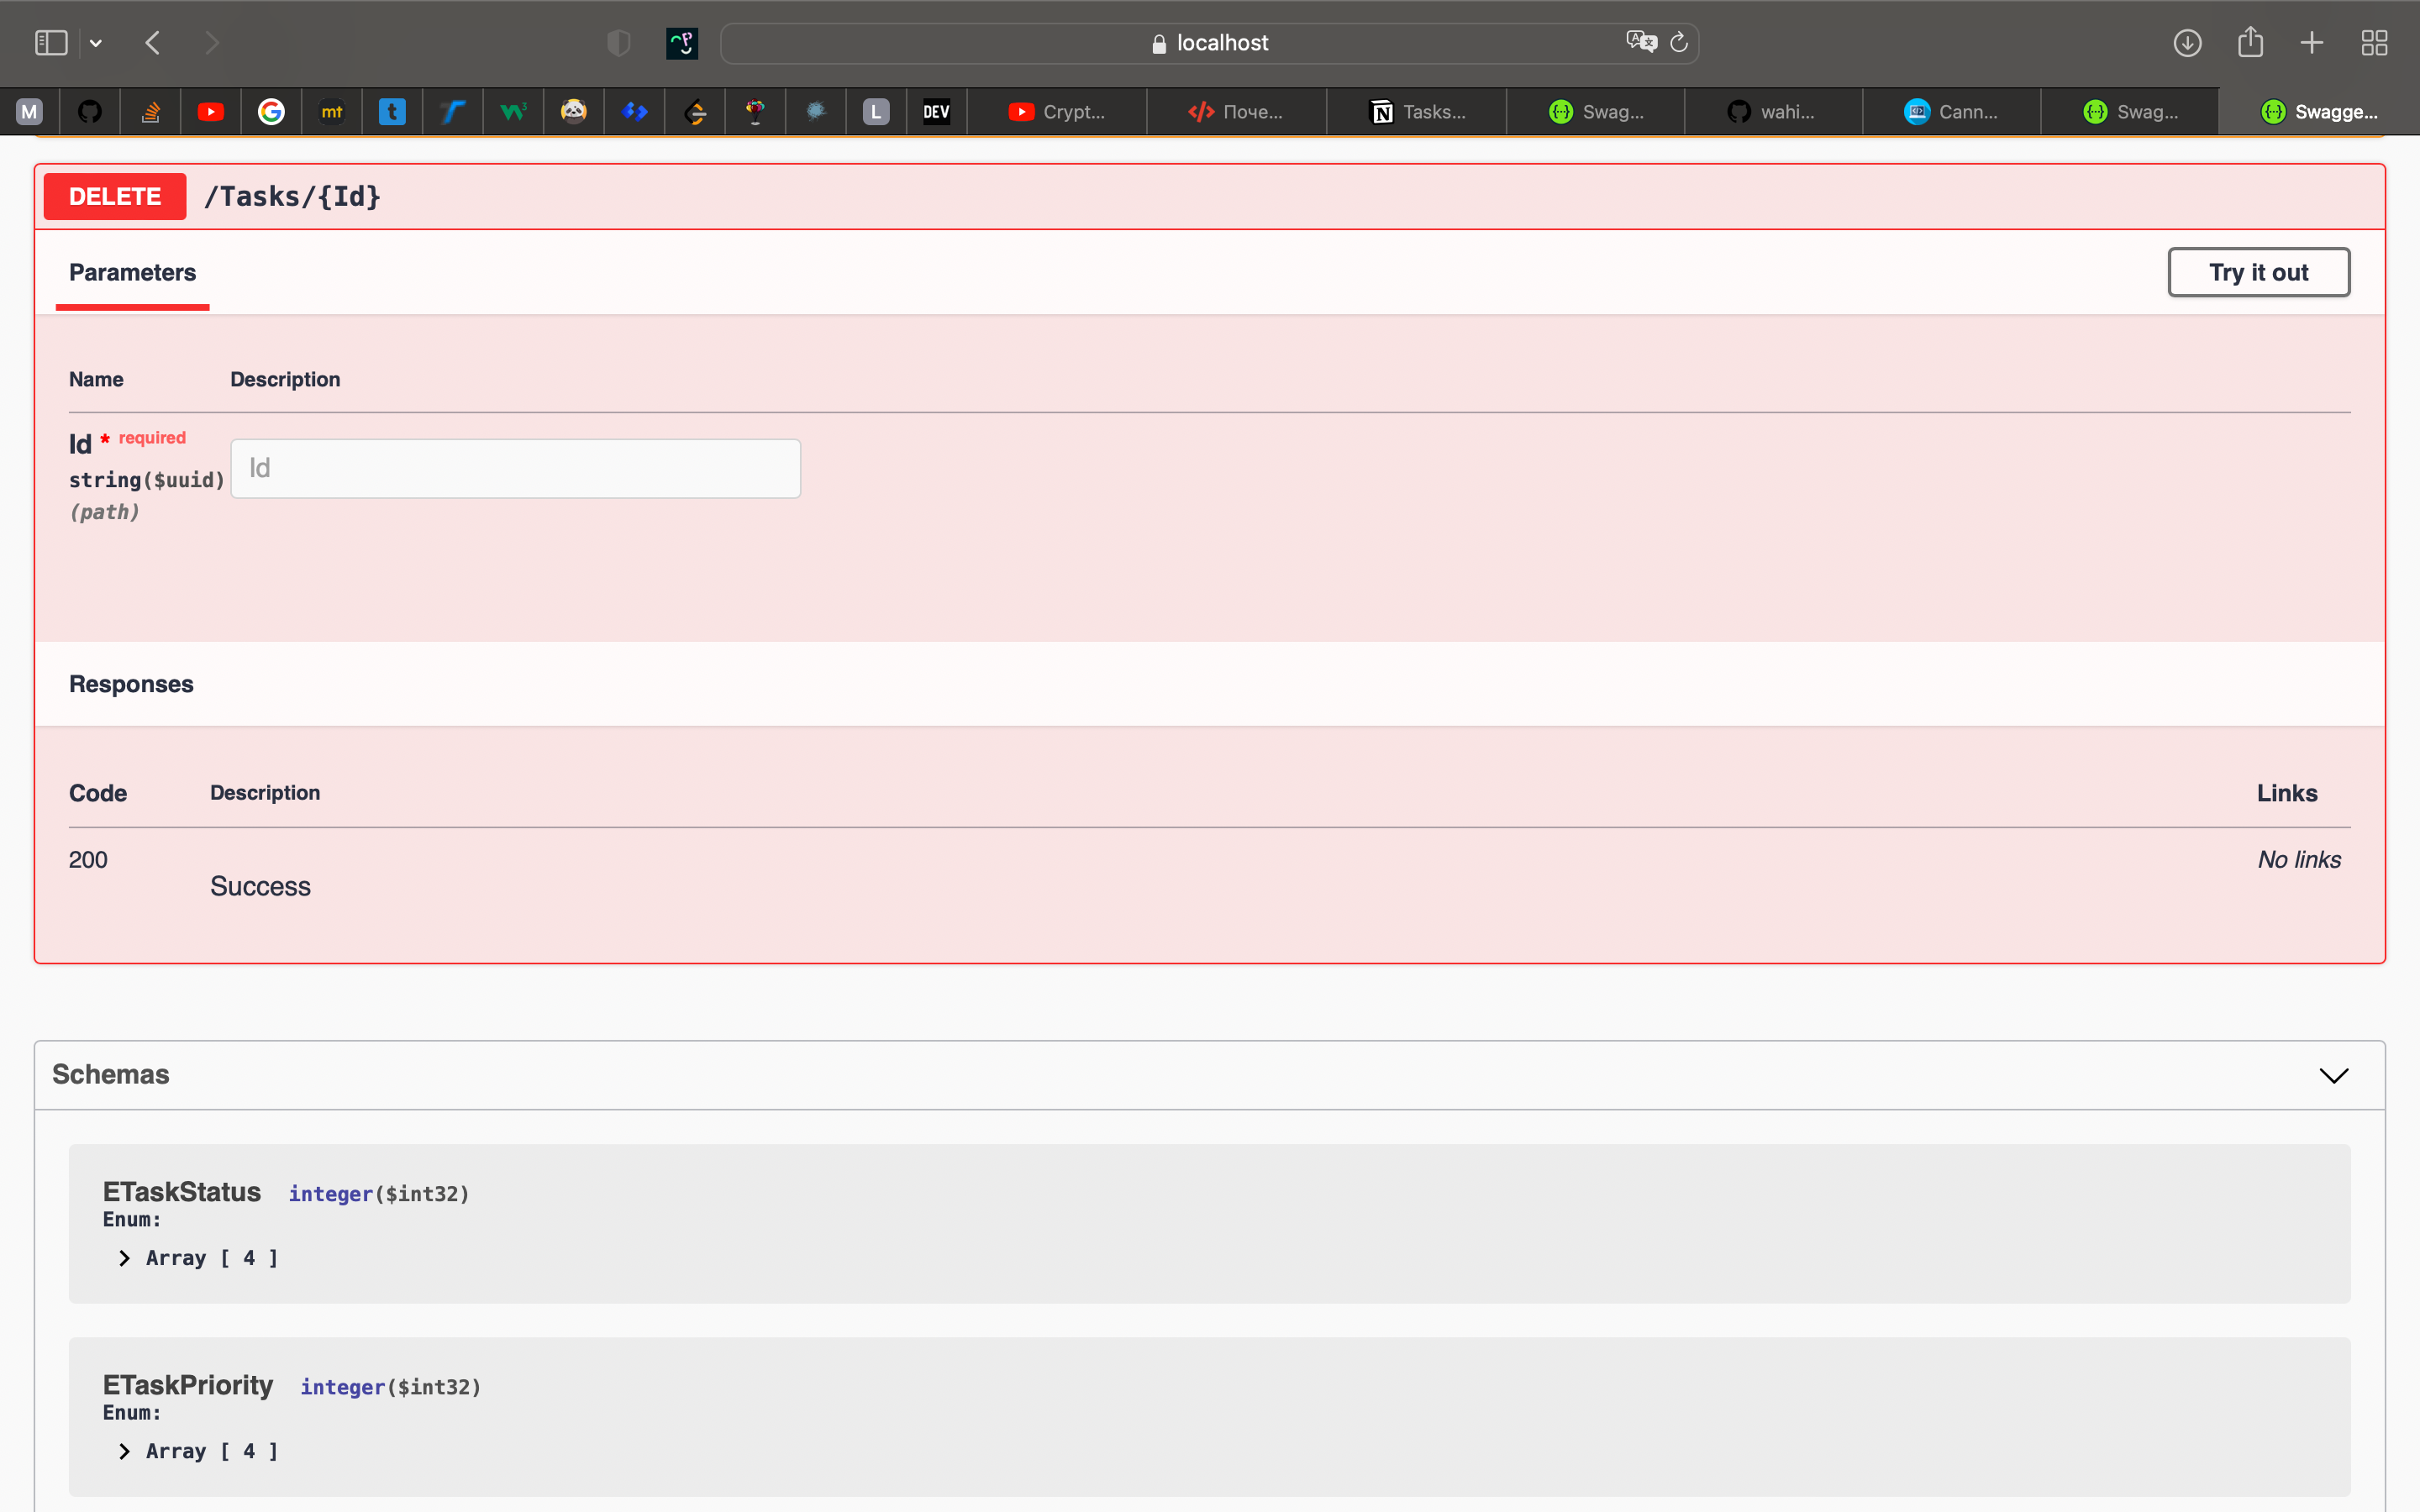 localhost
M
mt
t
W3
L
DEV
Crypt...
Поче...
Tasks...
Swag...
wahi...
Cann...
Swag...
Swagge...
DELETE /Tasks/{Id}
Parameters
Try it out
Name Description
Id * required
string($uuid)
(path)
Id
Responses
Code Description Links
200
Success
No links
Schemas
ETaskStatus integer($int32)
Enum:
Array [ 4 ]
ETaskPriority integer($int32)
Enum:
Array [ 4 ]